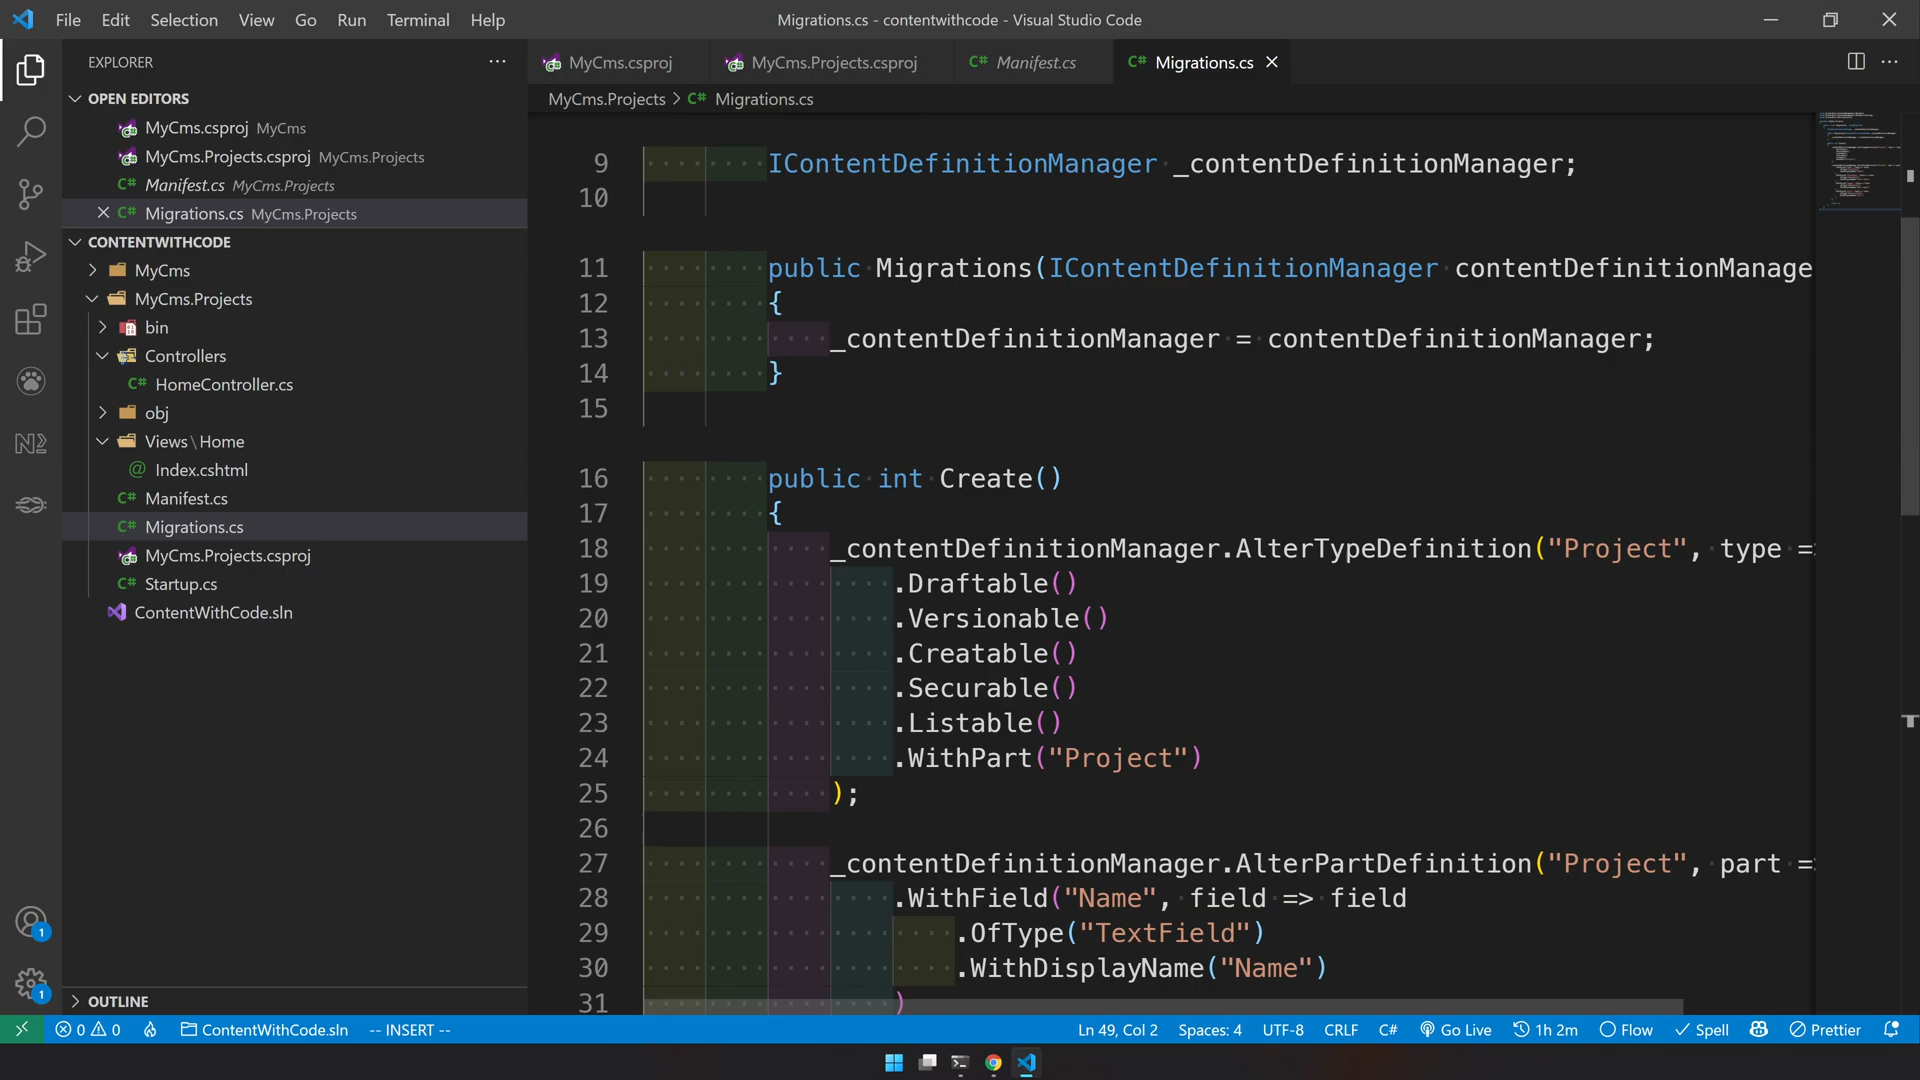 File Edit Selection View Go Run Terminal Help
Migrations.cs - contentwithcode - Visual Studio Code
EXPLORER
OPEN EDITORS
MyCms.csproj MyCms
MyCms.Projects.csproj MyCms.Projects
C# Manifest.cs MyCms.Projects
C# Migrations.cs MyCms.Projects
CONTENTWITHCODE
MyCms
MyCms.Projects
bin
Controllers
C# HomeController.cs
obj
Views\Home
@ Index.cshtml
C# Manifest.cs
C# Migrations.cs
MyCms.Projects.csproj
C# Startup.cs
ContentWithCode.sln
OUTLINE
MyCms.csproj MyCms.Projects.csproj C# Manifest.cs C# Migrations.cs
MyCms.Projects > C# Migrations.cs
9 IContentDefinitionManager _contentDefinitionManager;
10
11 public Migrations(IContentDefinitionManager contentDefinitionManage
12 {
13 _contentDefinitionManager = contentDefinitionManager;
14 }
15
16 public int Create()
17 {
18 _contentDefinitionManager.AlterTypeDefinition("Project", type =>
19 .Draftable()
20 .Versionable()
21 .Creatable()
22 .Securable()
23 .Listable()
24 .WithPart("Project")
25 );
26
27 _contentDefinitionManager.AlterPartDefinition("Project", part =>
28 .WithField("Name", field => field
29 .OfType("TextField")
30 .WithDisplayName("Name")
31 )
1
1
0 0 ContentWithCode.sln -- INSERT -- Ln 49, Col 2 Spaces: 4 UTF-8 CRLF C# Go Live 1h 2m Flow Spell Prettier